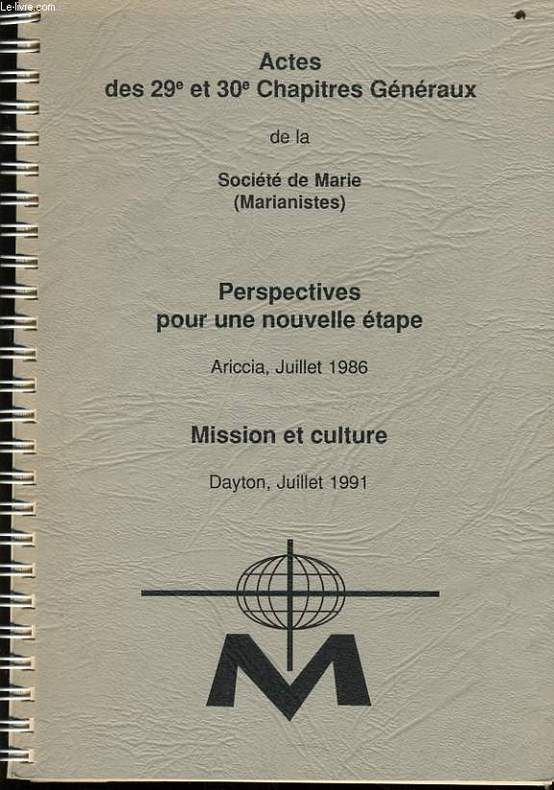 Le-livre.com
Actes
des 29e et 30e Chapitres Généraux
de la
Société de Marie
(Marianistes)
Perspectives
pour une nouvelle étape
Ariccia, Juillet 1986
Mission et culture
Dayton, Juillet 1991
M